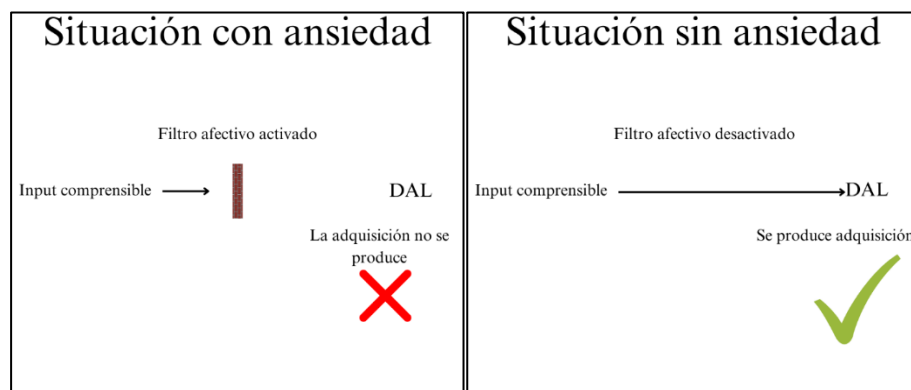 Situación con ansiedad
Filtro afectivo activado
Input comprensible
DAL
La adquisición no se
produce
Situación sin ansiedad
Filtro afectivo desactivado
Input comprensible
DAL
Se produce adquisición